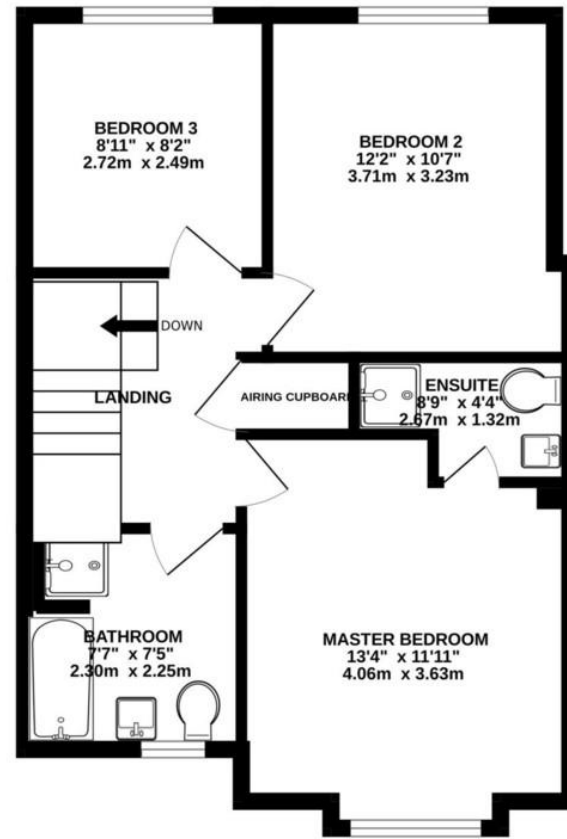 BEDROOM 3
8'11" x 8'2"
2.72m x 2.49m
BEDROOM 2
12'2" x 10'7"
3.71m x 3.23m
DOWN
LANDING
AIRING CUPBOARD
ENSUITE
8'9" x 4'4"
2.67m x 1.32m
BATHROOM
7'7" x 7'5"
2.30m x 2.25m
MASTER BEDROOM
13'4" x 11'11"
4.06m x 3.63m